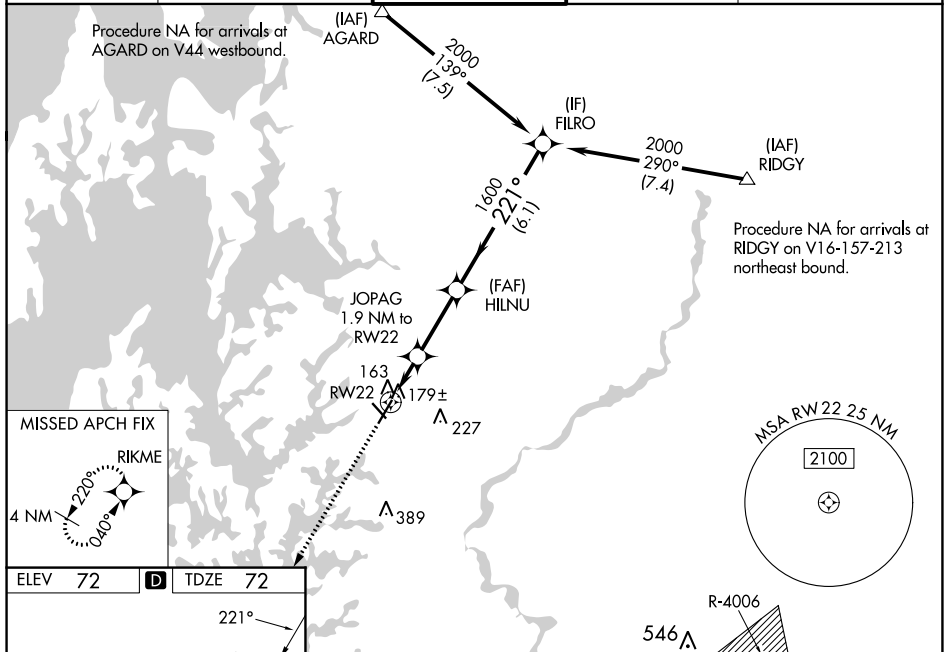 Procedure NA for arrivals at
AGARD on V44 westbound.
(IAF)
AGARD
2000
139°
(7.5)
(IF)
FILRO
2000
290°
(7.4)
(IAF)
RIDGY
1600
221°
(6.1)
Procedure NA for arrivals at
RIDGY on V16-157-213
northeast bound.
(FAF)
HILNU
JOPAG
1.9 NM to
RW22
163
RW22
179±
227
389
MISSED APCH FIX
RIKME
220°
4 NM
040°
MSA RW22 25 NM
2100
ELEV 72 D TDZE 72
221°
R-4006
546